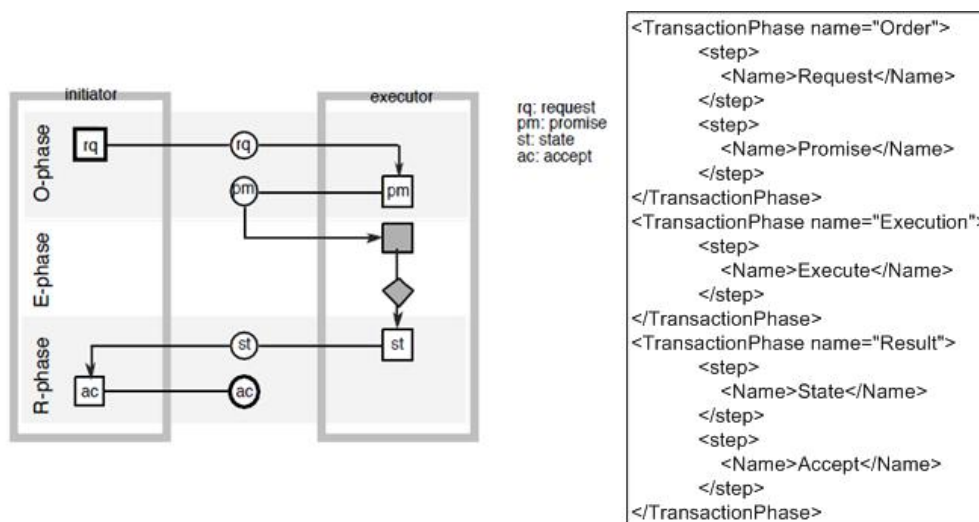 initiator
executor
O-phase
rq
rq
pm
pm
E-phase
R-phase
st
st
ac
ac
rq: request
pm: promise
st: state
ac: accept
<TransactionPhase name="Order">
<step>
<Name>Request</Name>
</step>
<step>
<Name>Promise</Name>
</step>
</TransactionPhase>
<TransactionPhase name="Execution">
<step>
<Name>Execute</Name>
</step>
</TransactionPhase>
<TransactionPhase name="Result">
<step>
<Name>State</Name>
</step>
<step>
<Name>Accept</Name>
</step>
</TransactionPhase>